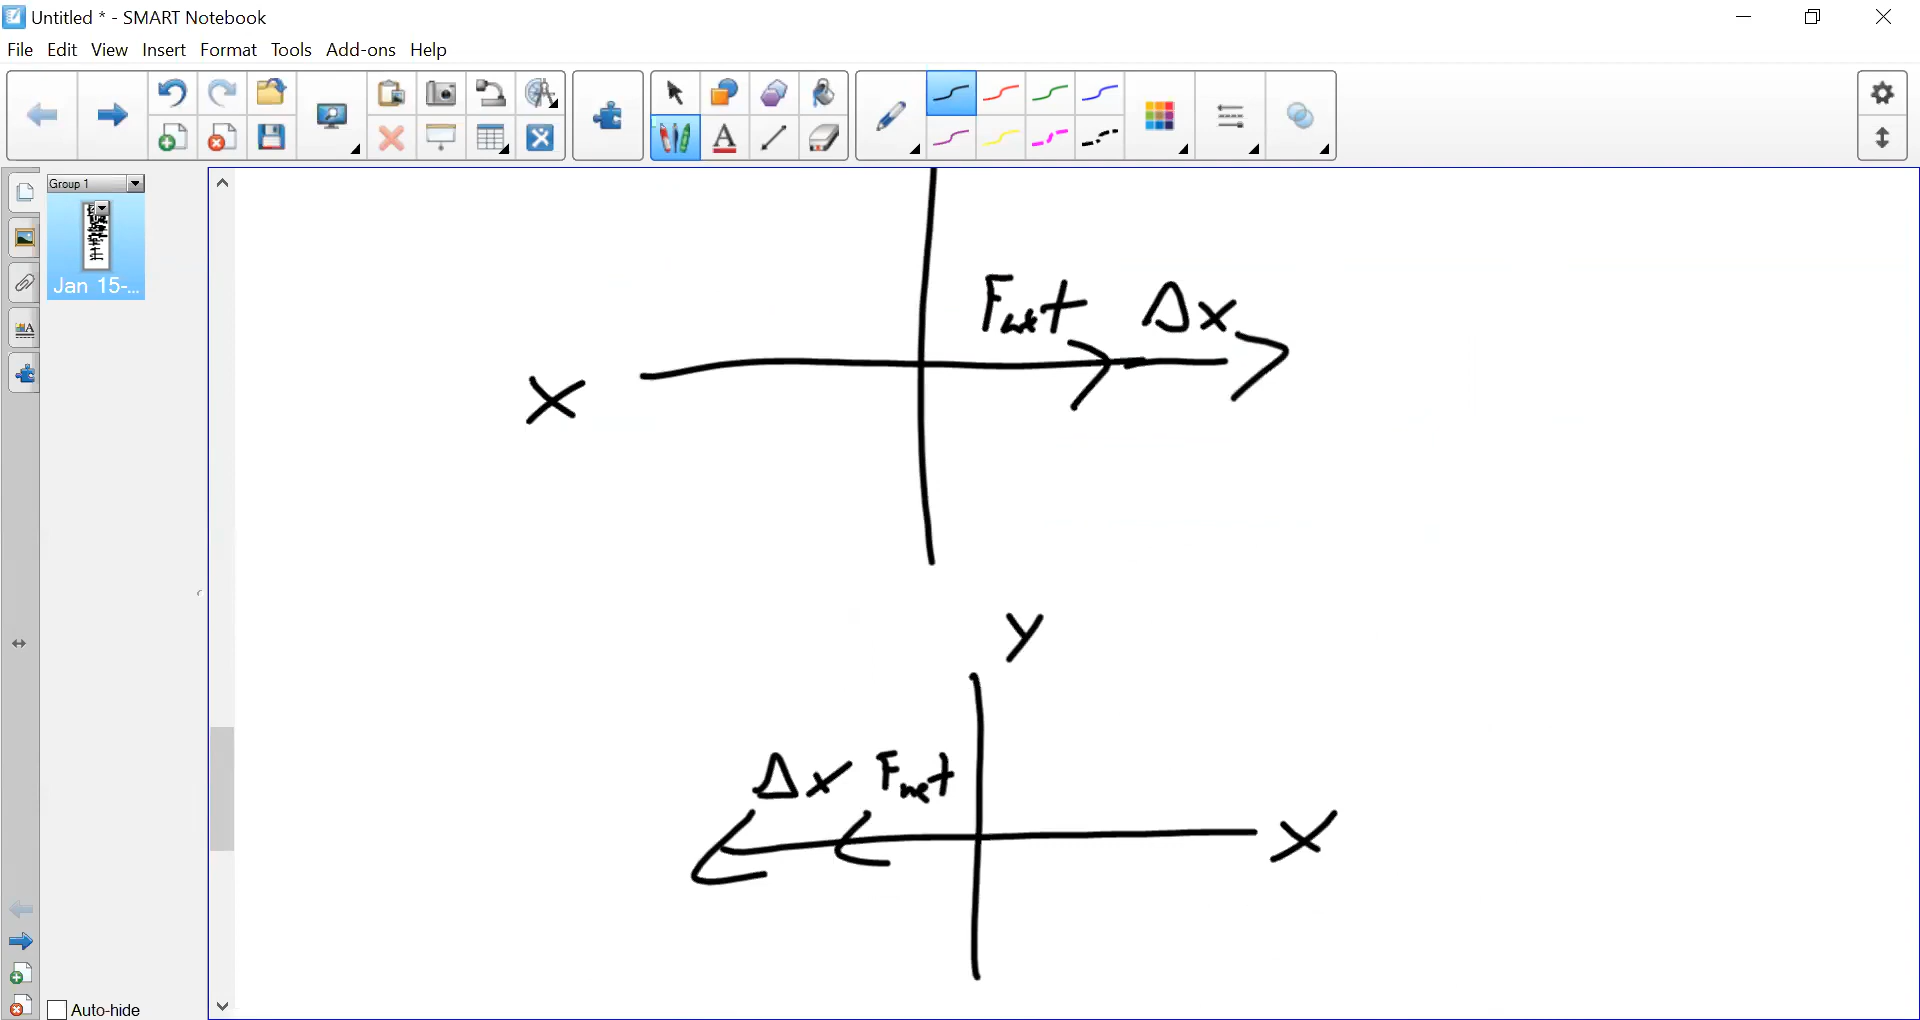 Untitled * - SMART Notebook
File Edit View Insert Format Tools Add-ons Help
Group 1
Jan 15-...
Fnet Δx
x
y
Δx Fnet
x
Auto-hide